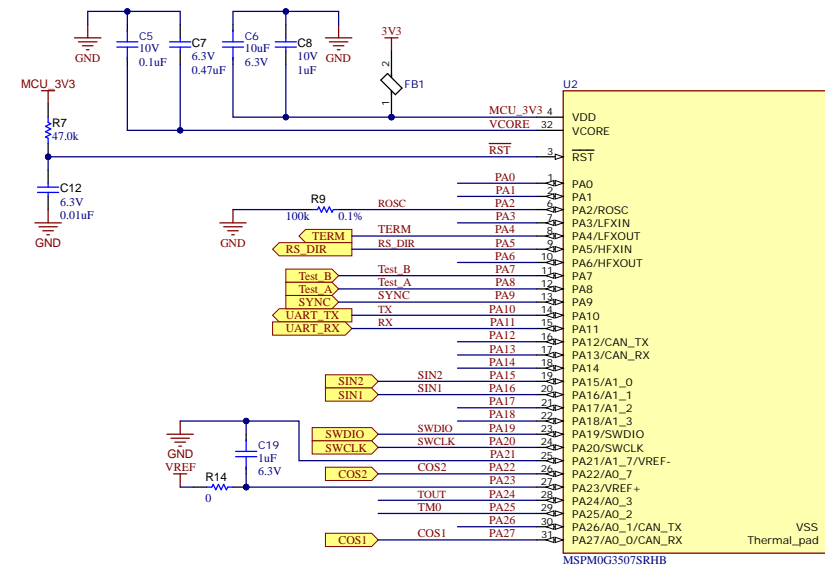 C5
10V
0.1uF
C7
6.3V
0.47uF
C6
10uF
6.3V
C8
10V
1uF
GND
GND
3V3
2
FB1
1
U2
MCU_3V3
R7
47.0k
MCU_3V3 4 VDD
VCORE 32 VCORE
RST 3 RST
C12
6.3V
0.01uF
GND
PA0 1 PA0
PA1 2 PA1
R9
100k 0.1%
GND
ROSC PA2 6 PA2/ROSC
PA3 7 PA3/LFXIN
TERM TERM PA4 8 PA4/LFXOUT
RS_DIR RS_DIR PA5 9 PA5/HFXIN
PA6 10 PA6/HFXOUT
Test_B Test_B PA7 11 PA7
Test_A Test_A PA8 12 PA8
SYNC SYNC PA9 13 PA9
UART_TX TX PA10 14 PA10
UART_RX RX PA11 15 PA11
PA12 16 PA12/CAN_TX
PA13 17 PA13/CAN_RX
PA14 18 PA14
SIN2 SIN2 PA15 19 PA15/A1_0
SIN1 SIN1 PA16 20 PA16/A1_1
PA17 21 PA17/A1_2
PA18 22 PA18/A1_3
SWDIO SWDIO PA19 23 PA19/SWDIO
SWCLK SWCLK PA20 24 PA20/SWCLK
GND
C19
1uF
6.3V
PA21 25 PA21/A1_7/VREF-
COS2 COS2 PA22 26 PA22/A0_7
VREF
R14
0
PA23 27 PA23/VREF+
TOUT PA24 28 PA24/A0_3
TM0 PA25 29 PA25/A0_2
PA26 30 PA26/A0_1/CAN_TX VSS
COS1 COS1 PA27 31 PA27/A0_0/CAN_RX Thermal_pad
MSPM0G3507SRHB